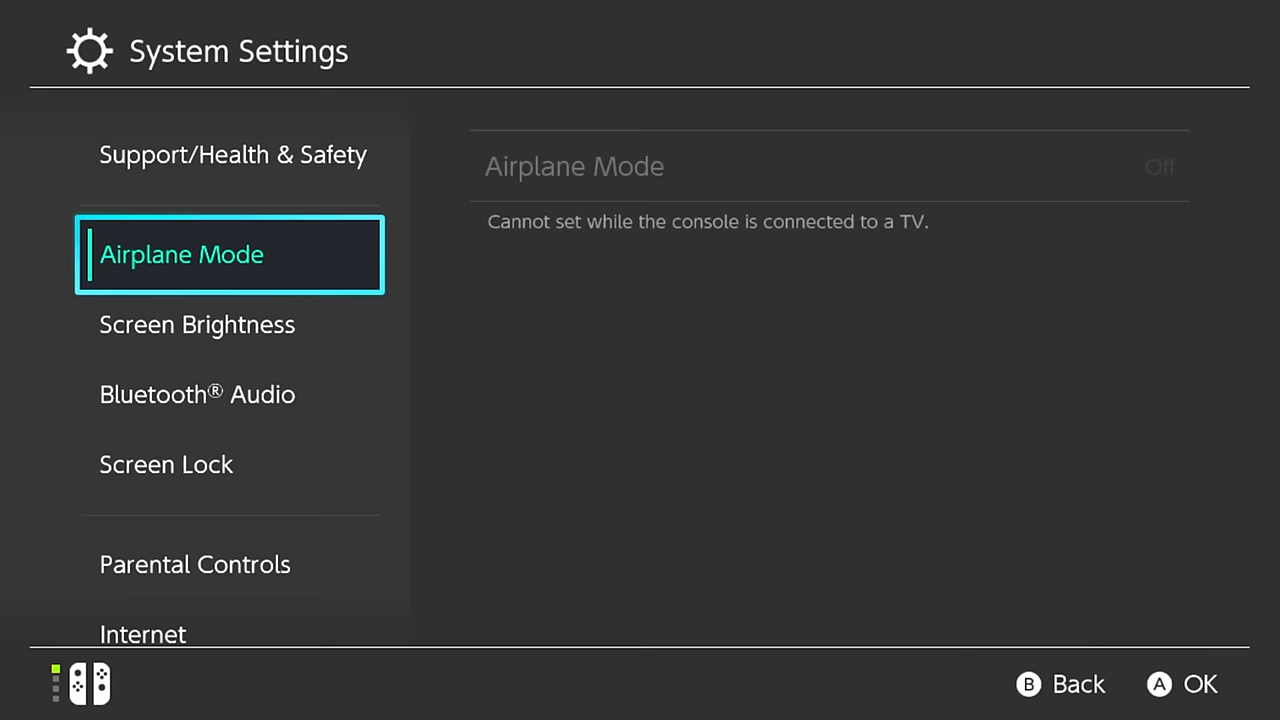 System Settings
Support/Health & Safety
Airplane Mode
Screen Brightness
Bluetooth® Audio
Screen Lock
Parental Controls
Internet
Airplane Mode Off
Cannot set while the console is connected to a TV.
B Back A OK